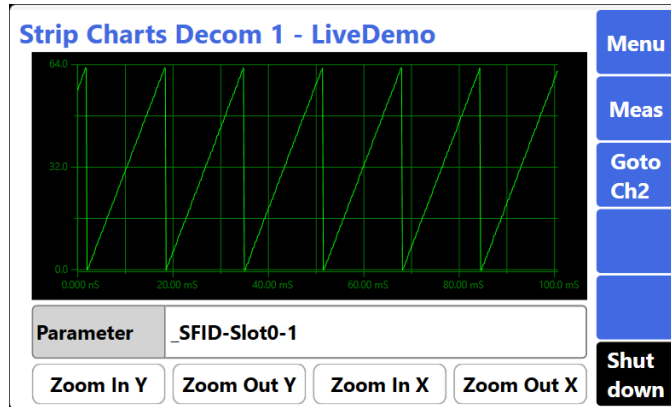 Strip Charts Decom 1 - LiveDemo
Menu
Meas
Goto
Ch2
Shut
down
64.0
32.0
0.0
0.000 mS 20.00 mS 40.00 mS 60.00 mS 80.00 mS 100.0 mS
Parameter _SFID-Slot0-1
Zoom In Y Zoom Out Y Zoom In X Zoom Out X